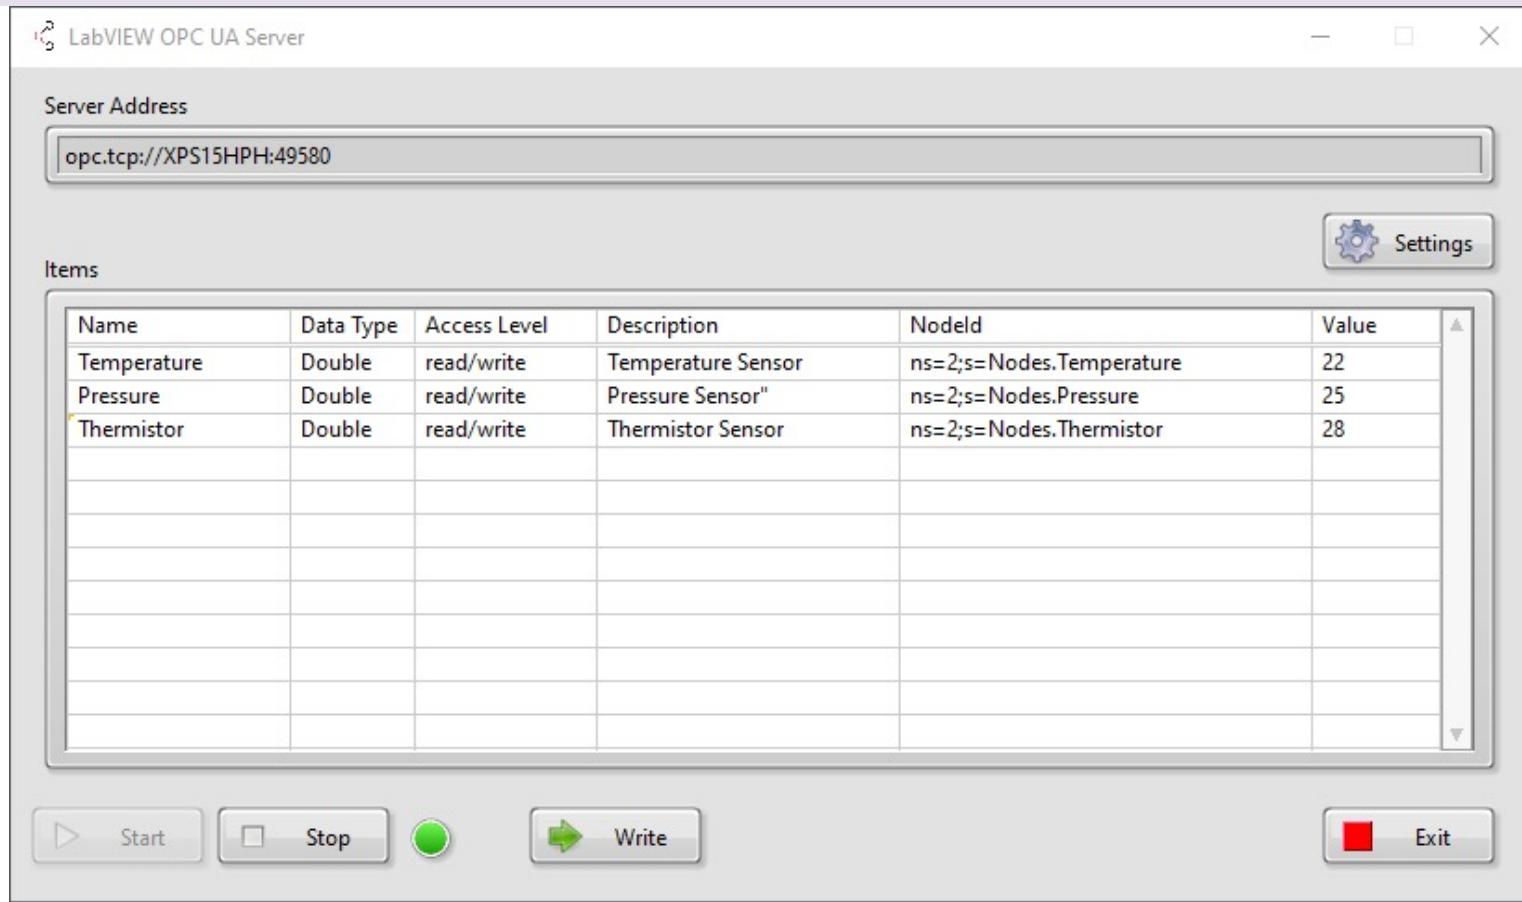 LabVIEW OPC UA Server
Server Address
opc.tcp://XPS15HPH:49580
Settings
Items
Name Data Type Access Level Description NodeId Value
Temperature Double read/write Temperature Sensor ns=2;s=Nodes.Temperature 22
Pressure Double read/write Pressure Sensor" ns=2;s=Nodes.Pressure 25
Thermistor Double read/write Thermistor Sensor ns=2;s=Nodes.Thermistor 28
Start Stop Write Exit